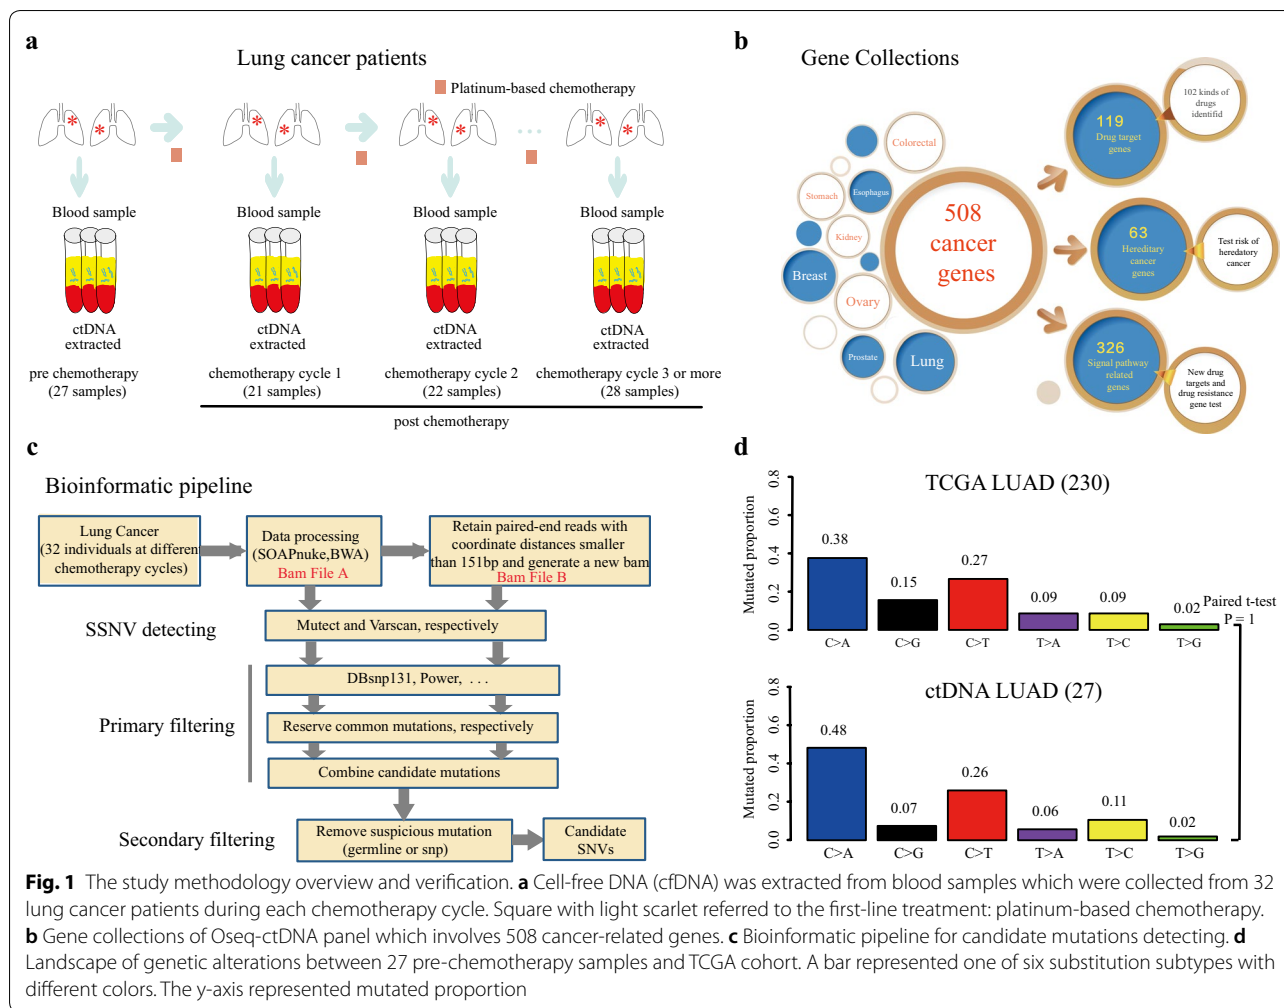 a
Lung cancer patients
Platinum-based chemotherapy
* * * * * * * *
...
Blood sample Blood sample Blood sample Blood sample
ctDNA ctDNA ctDNA ctDNA
extracted extracted extracted extracted
pre chemotherapy chemotherapy cycle 1 chemotherapy cycle 2 chemotherapy cycle 3 or more
(27 samples) (21 samples) (22 samples) (28 samples)
post chemotherapy
b
Gene Collections
Colorectal
Esophagus
Stomach
Kidney
Breast
Ovary
Prostate
Lung
508
cancer
genes
119
Drug target
genes
102 kinds of
drugs
identifid
63
Hereditary
cancer
genes
Test risk of
heredatory
cancer
326
Signal pathway
related
genes
New drug
targets and
drug resistance
gene test
c
Bioinformatic pipeline
Lung Cancer
(32 individuals at different
chemotherapy cycles)
Data processing
(SOAPnuke,BWA)
Bam File A
Retain paired-end reads with
coordinate distances smaller
than 151bp and generate a new bam
Bam File B
SSNV detecting
Mutect and Varscan, respectively
DBsnp131, Power, . . .
Primary filtering
Reserve common mutations, respectively
Combine candidate mutations
Secondary filtering
Remove suspicious mutation
(germline or snp)
Candidate
SNVs
d
TCGA LUAD (230)
Mutated proportion
0.0 0.2 0.4 0.6 0.8
0.38 0.15 0.27 0.09 0.09 0.02
C>A C>G C>T T>A T>C T>G
Paired t-test
P = 1
ctDNA LUAD (27)
Mutated proportion
0.0 0.2 0.4 0.6 0.8
0.48 0.07 0.26 0.06 0.11 0.02
C>A C>G C>T T>A T>C T>G
Fig. 1 The study methodology overview and verification. a Cell-free DNA (cfDNA) was extracted from blood samples which were collected from 32
lung cancer patients during each chemotherapy cycle. Square with light scarlet referred to the first-line treatment: platinum-based chemotherapy.
b Gene collections of Oseq-ctDNA panel which involves 508 cancer-related genes. c Bioinformatic pipeline for candidate mutations detecting. d
Landscape of genetic alterations between 27 pre-chemotherapy samples and TCGA cohort. A bar represented one of six substitution subtypes with
different colors. The y-axis represented mutated proportion